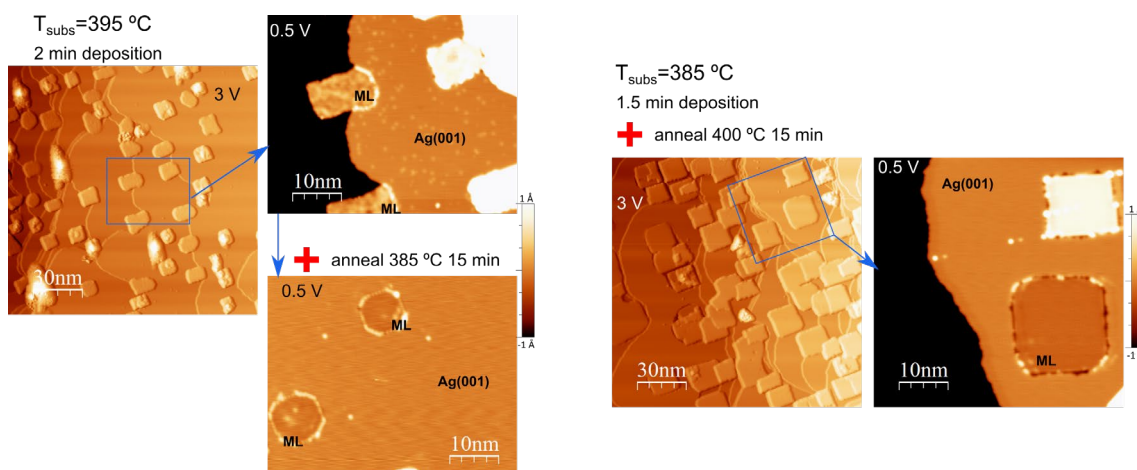 T_subs=395 ºC
2 min deposition
3 V
30nm
0.5 V
ML
Ag(001)
10nm
ML
1 Å
-1 Å
+ anneal 385 ºC 15 min
0.5 V
ML
Ag(001)
ML
10nm
T_subs=385 ºC
1.5 min deposition
+ anneal 400 ºC 15 min
3 V
30nm
0.5 V
Ag(001)
ML
10nm
1
-1